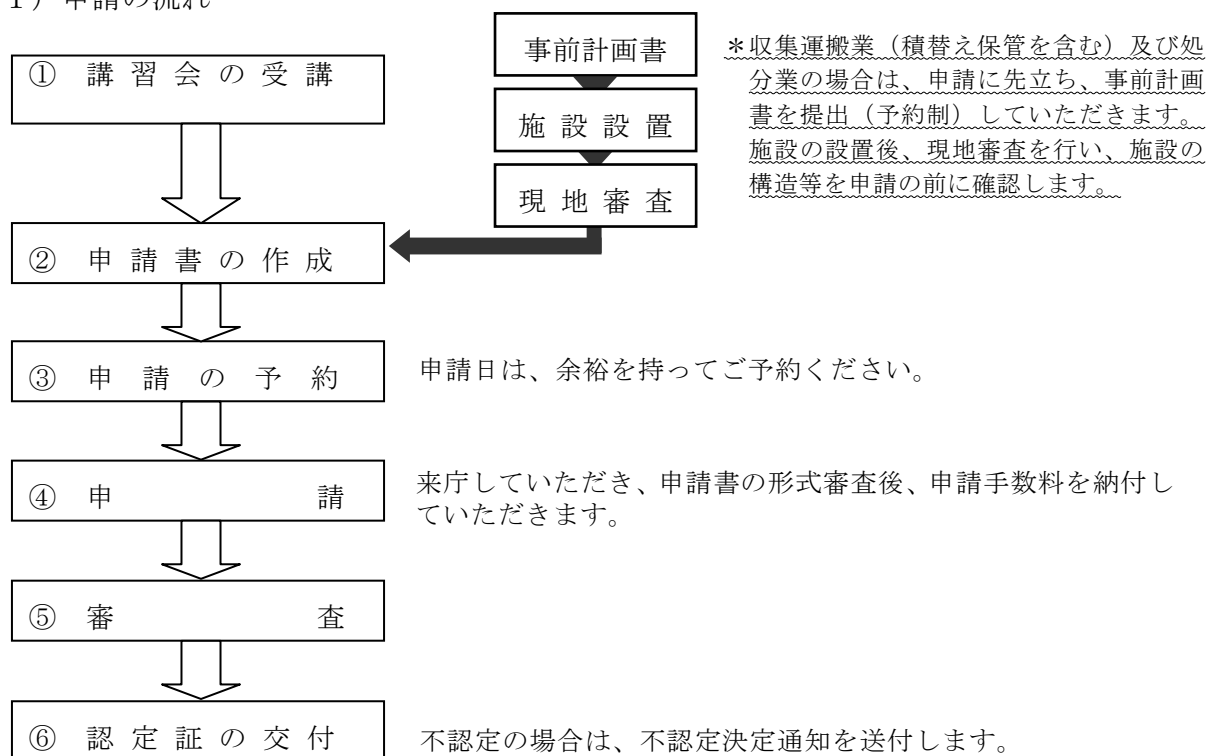 １）申請の流れ
① 講習会の受講
事前計画書
施設設置
現地審査
＊収集運搬業（積替え保管を含む）及び処
分業の場合は、申請に先立ち、事前計画
書を提出（予約制）していただきます。
施設の設置後、現地審査を行い、施設の
構造等を申請の前に確認します。
② 申請書の作成
③ 申請の予約
申請日は、余裕を持ってご予約ください。
④ 申請
来庁していただき、申請書の形式審査後、申請手数料を納付し
ていただきます。
⑤ 審査
⑥ 認定証の交付
不認定の場合は、不認定決定通知を送付します。